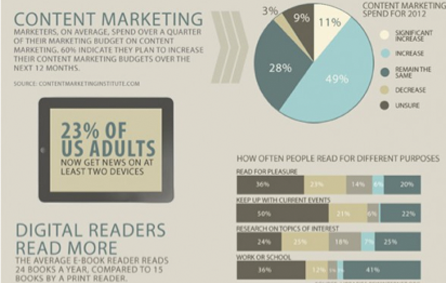 CONTENT MARKETING
MARKETERS, ON AVERAGE, SPEND OVER A QUARTER
OF THEIR MARKETING BUDGET ON CONTENT
MARKETING. 60% INDICATE THEY PLAN TO INCREASE
THEIR CONTENT MARKETING BUDGETS OVER THE
NEXT 12 MONTHS.
SOURCE: CONTENTMARKETINGINSTITUTE.COM
CONTENT MARKETING
SPEND FOR 2012
3%
9%
11%
28%
49%
SIGNIFICANT
INCREASE
INCREASE
REMAIN THE
SAME
DECREASE
UNSURE
23% OF
US ADULTS
NOW GET NEWS ON AT
LEAST TWO DEVICES
DIGITAL READERS
READ MORE
THE AVERAGE E-BOOK READER READS
24 BOOKS A YEAR, COMPARED TO 15
BOOKS BY A PRINT READER.
HOW OFTEN PEOPLE READ FOR DIFFERENT PURPOSES
READ FOR PLEASURE
36% 14% 20%
KEEP UP WITH CURRENT EVENTS
50% 21% 6% 22%
RESEARCH ON TOPICS OF INTEREST
24% 18% 7% 25%
WORK OR SCHOOL
36% 12% 41%